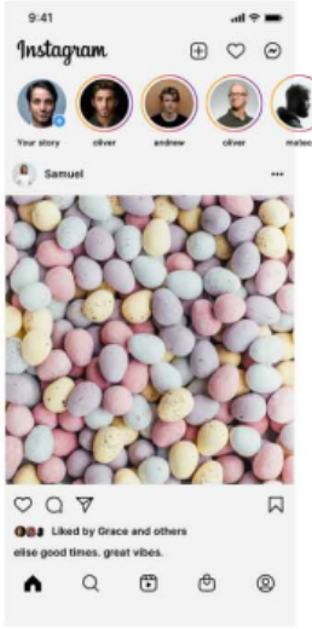 9:41
Instagram
Your story oliver andrew oliver mateo
Samuel
Liked by Grace and others
elise good times. great vibes.